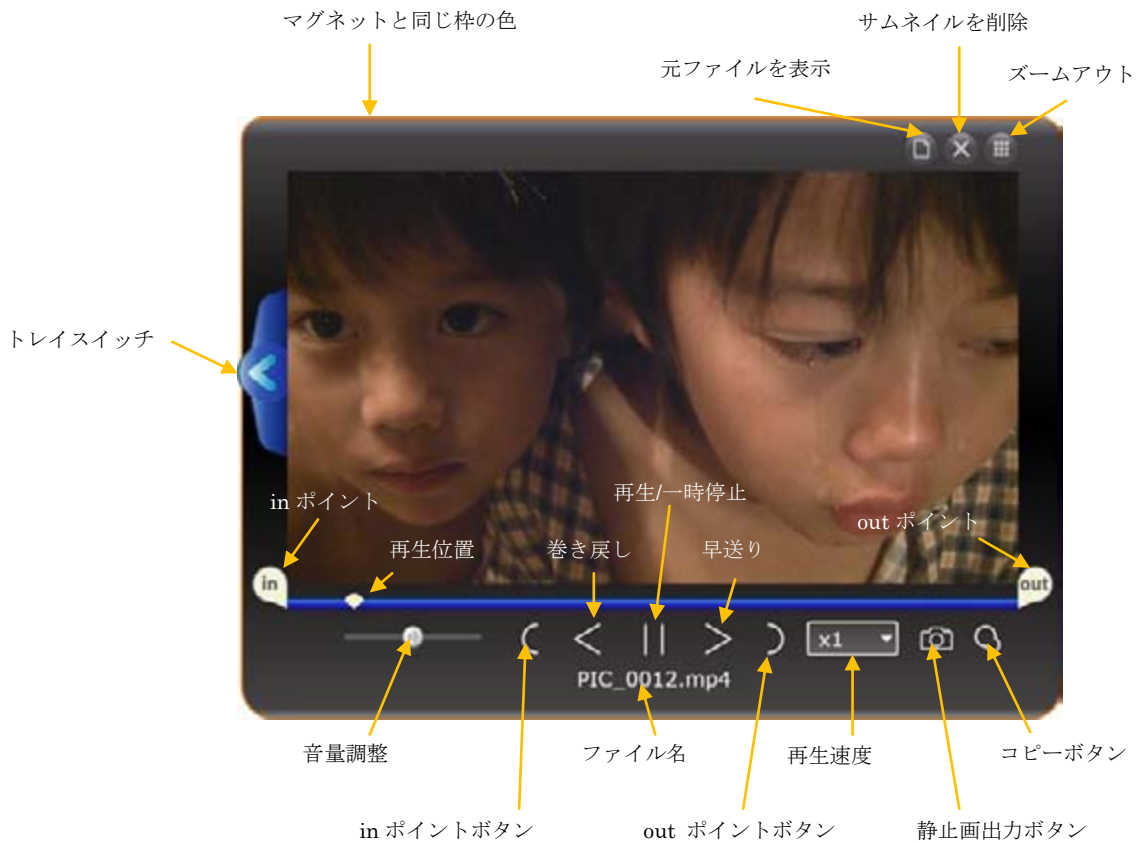 マグネットと同じ枠の色
サムネイルを削除
元ファイルを表示
ズームアウト
トレイスイッチ
in ポイント
再生/一時停止
out ポイント
再生位置
巻き戻し
早送り
in
out
x1
PIC_0012.mp4
音量調整
ファイル名
再生速度
コピーボタン
in ポイントボタン
out ポイントボタン
静止画出力ボタン